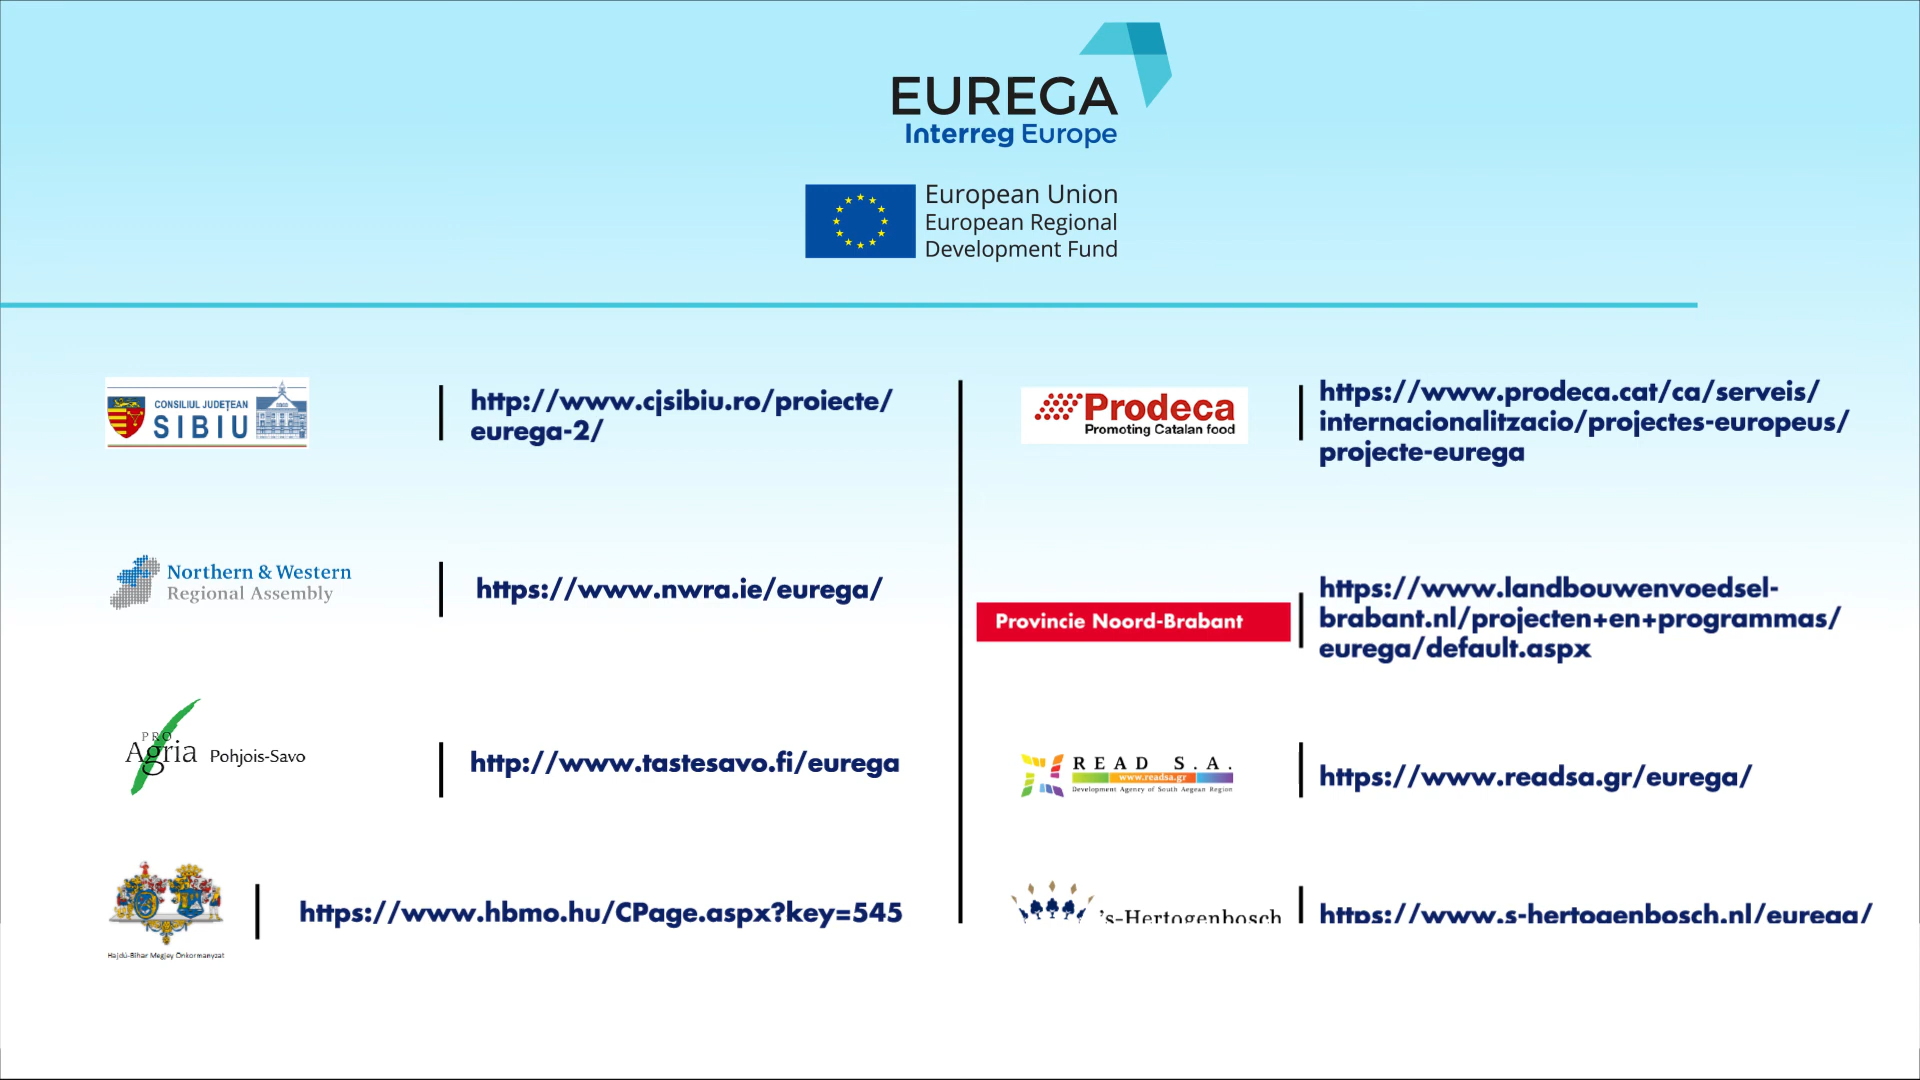 EUREGA
Interreg Europe
European Union
European Regional
Development Fund
CONSILIUL JUDEȚEAN
SIBIU
http://www.cjsibiu.ro/proiecte/
eurega-2/
Northern & Western
Regional Assembly
https://www.nwra.ie/eurega/
PRO
Agria Pohjois-Savo
http://www.tastesavo.fi/eurega
Hajdú-Bihar Megyei Önkormanyzat
https://www.hbmo.hu/CPage.aspx?key=545
Prodeca
Promoting Catalan food
https://www.prodeca.cat/ca/serveis/
internacionalitzacio/projectes-europeus/
projecte-eurega
Provincie Noord-Brabant
https://www.landbouwenvoedsel-
brabant.nl/projecten+en+programmas/
eurega/default.aspx
READ S.A.
www.readsa.gr
Development Agency of South Aegean Region
https://www.readsa.gr/eurega/
's-Hertogenbosch
https://www.s-hertogenbosch.nl/eurega/